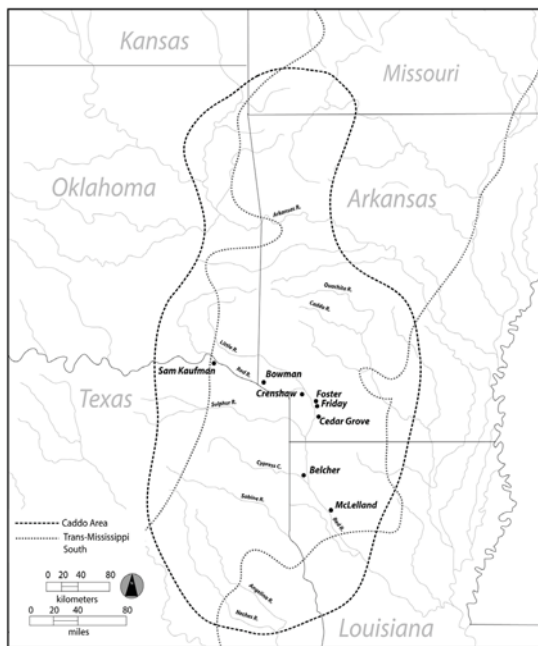 Kansas
Missouri
Oklahoma
Arkansas
Arkansas R.
Ouachita R.
Caddo R.
Little R.
Sam Kaufman
Red R.
Bowman
Crenshaw
Foster
Friday
Texas
Sulphur R.
Cedar Grove
Cypress C.
Belcher
Sabine R.
McLelland
Red R.
Caddo Area
Trans-Mississippi
South
Angelina R.
Neches R.
0 20 40 80
kilometers
0 20 40 80
miles
Louisiana